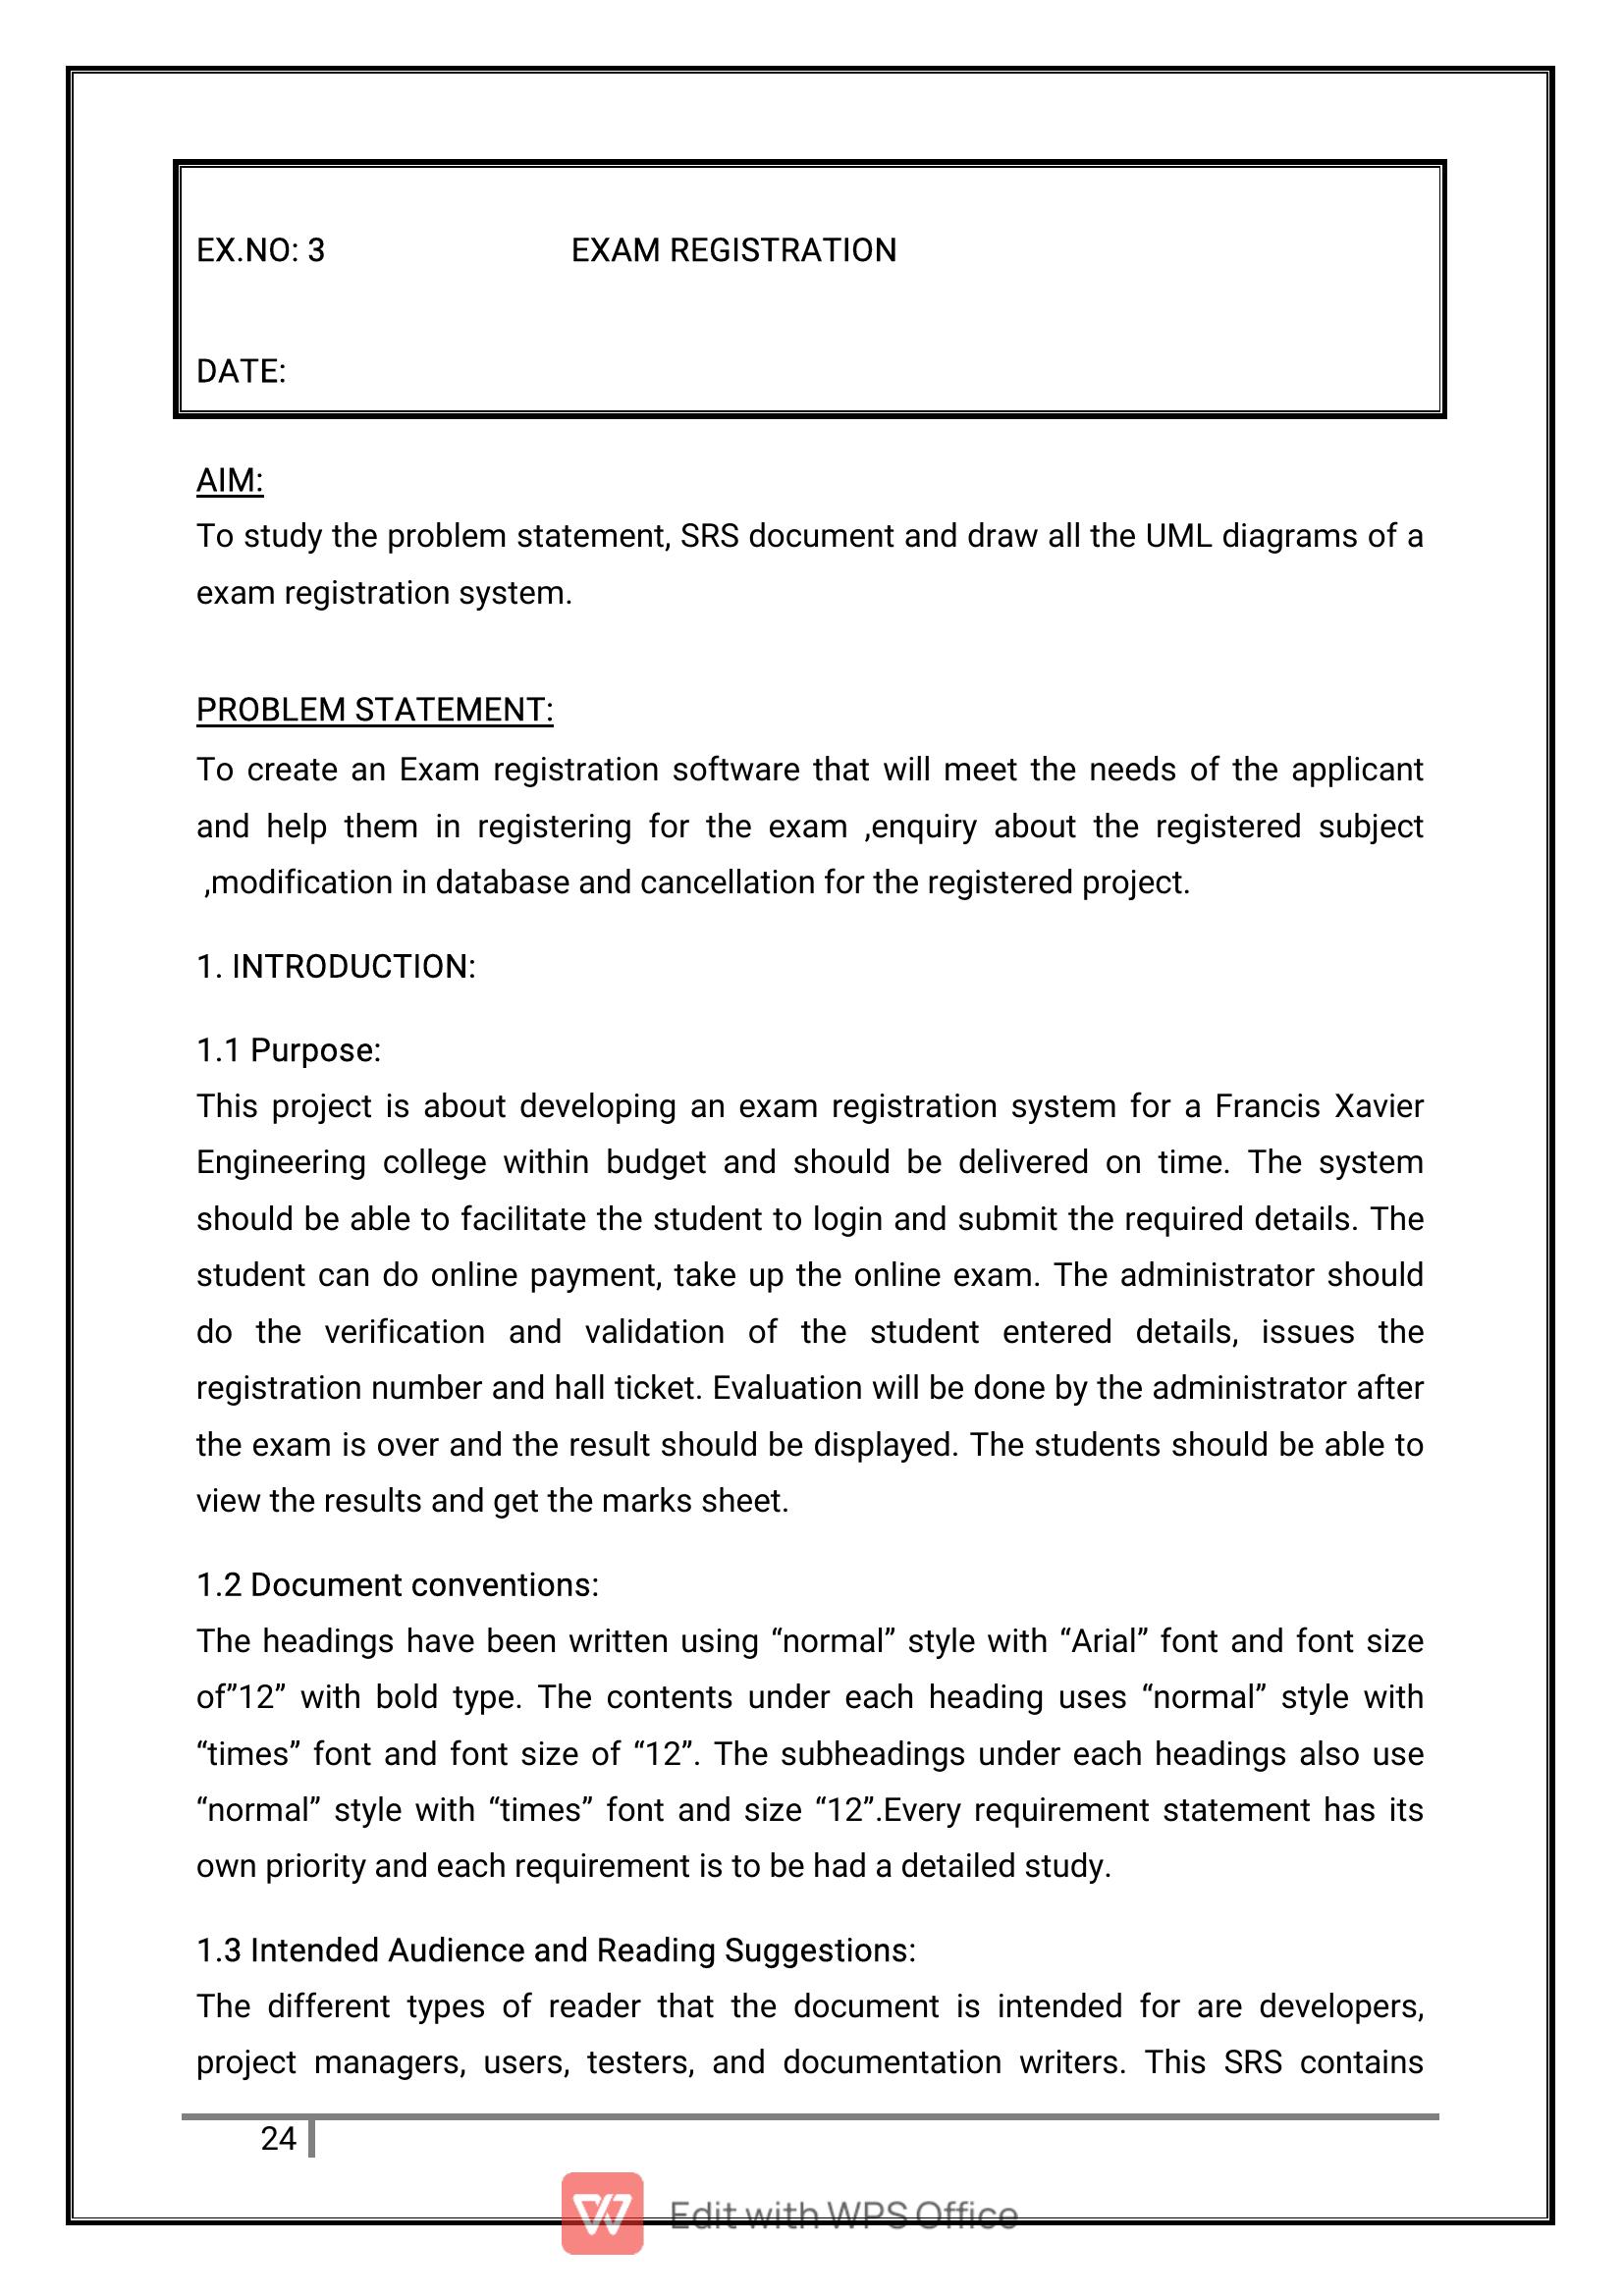 EX.NO: 3 EXAM REGISTRATION
DATE:
AIM:
To study the problem statement, SRS document and draw all the UML diagrams of a
exam registration system.
PROBLEM STATEMENT:
To create an Exam registration software that will meet the needs of the applicant
and help them in registering for the exam ,enquiry about the registered subject
,modification in database and cancellation for the registered project.
1. INTRODUCTION:
1.1 Purpose:
This project is about developing an exam registration system for a Francis Xavier
Engineering college within budget and should be delivered on time. The system
should be able to facilitate the student to login and submit the required details. The
student can do online payment, take up the online exam. The administrator should
do the verification and validation of the student entered details, issues the
registration number and hall ticket. Evaluation will be done by the administrator after
the exam is over and the result should be displayed. The students should be able to
view the results and get the marks sheet.
1.2 Document conventions:
The headings have been written using “normal” style with “Arial” font and font size
of”12” with bold type. The contents under each heading uses “normal” style with
“times” font and font size of “12”. The subheadings under each headings also use
“normal” style with “times” font and size “12”.Every requirement statement has its
own priority and each requirement is to be had a detailed study.
1.3 Intended Audience and Reading Suggestions:
The different types of reader that the document is intended for are developers,
project managers, users, testers, and documentation writers. This SRS contains
24
Edit with WPS Office